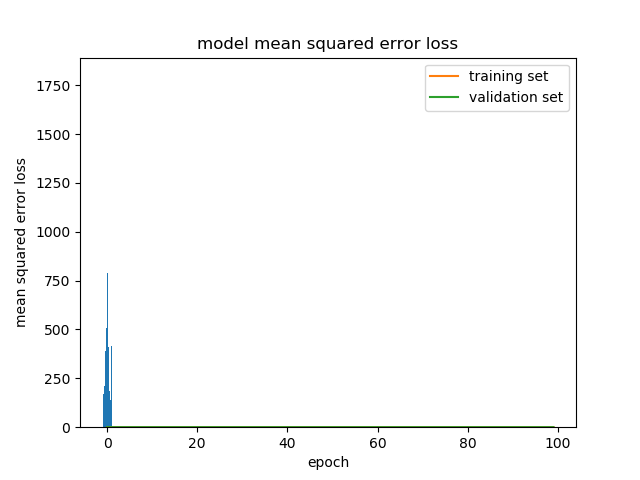 model mean squared error loss
training set
validation set
1750
1500
1250
1000
750
500
250
0
mean squared error loss
0 20 40 60 80 100
epoch